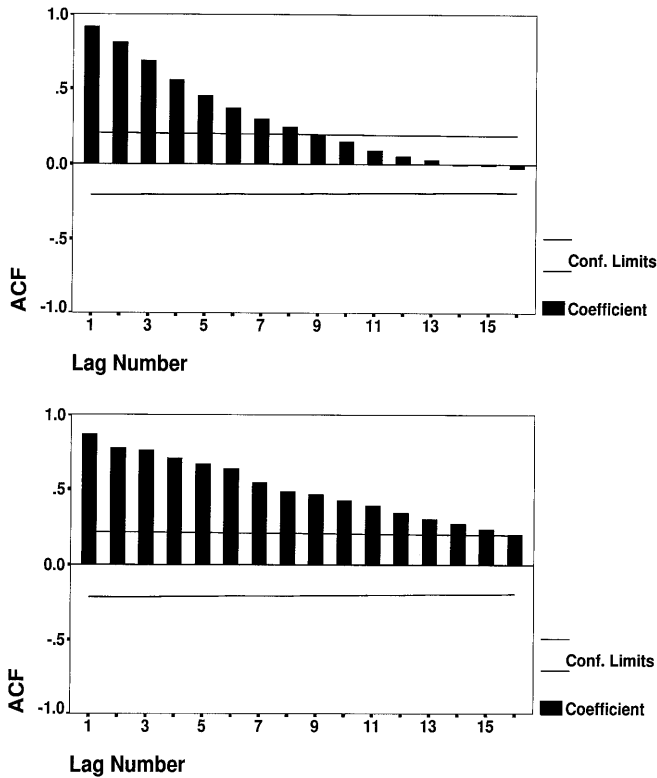 1.0
.5
0.0
-.5
-1.0
ACF
1 3 5 7 9 11 13 15
Lag Number
Conf. Limits
Coefficient
1.0
.5
0.0
-.5
-1.0
ACF
1 3 5 7 9 11 13 15
Lag Number
Conf. Limits
Coefficient